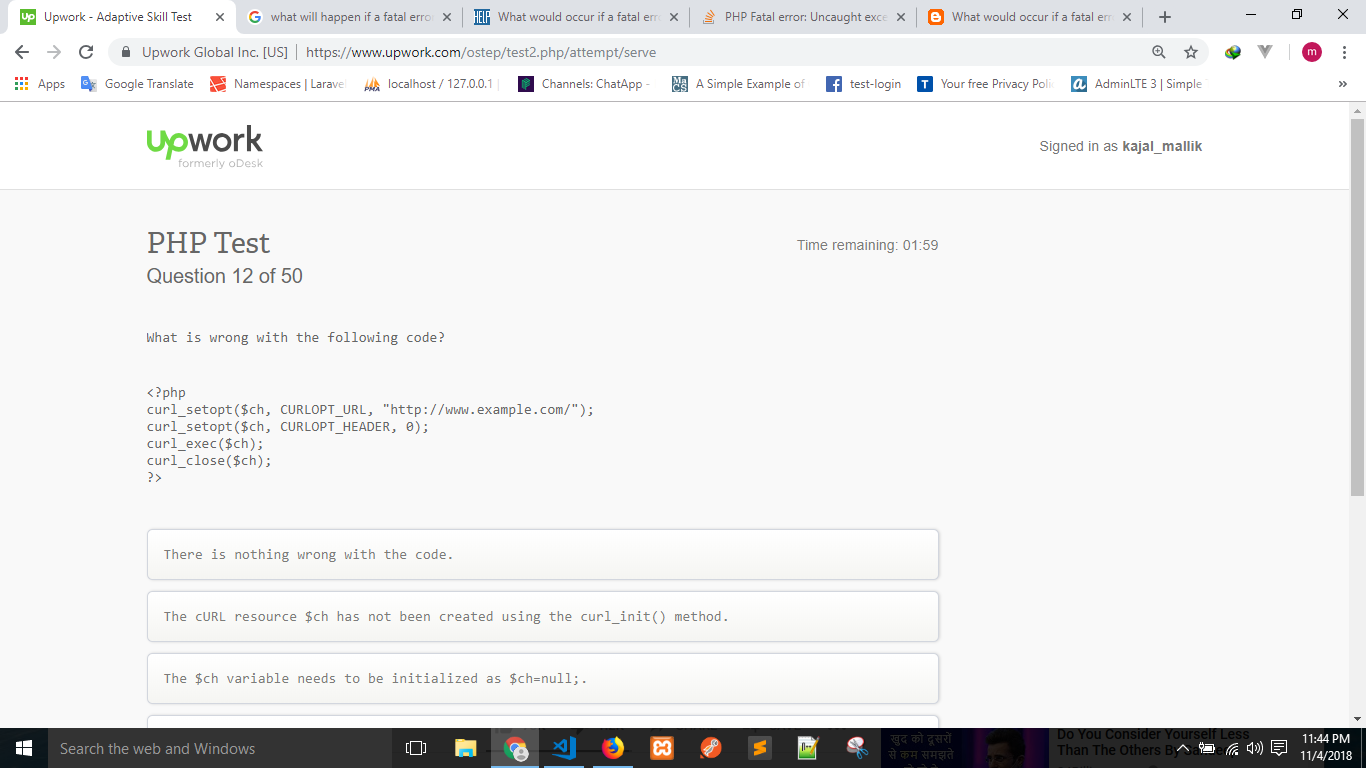 Upwork - Adaptive Skill Test
what will happen if a fatal erro
What would occur if a fatal erro
PHP Fatal error: Uncaught exce
What would occur if a fatal erro
Upwork Global Inc. [US] | https://www.upwork.com/ostep/test2.php/attempt/serve
m
Apps
Google Translate
Namespaces | Larave
localhost / 127.0.0.1 |
Channels: ChatApp -
A Simple Example of
test-login
Your free Privacy Poli
AdminLTE 3 | Simple
upwork
formerly oDesk
Signed in as kajal_mallik
PHP Test
Time remaining: 01:59
Question 12 of 50
What is wrong with the following code?
<?php
curl_setopt($ch, CURLOPT_URL, "http://www.example.com/");
curl_setopt($ch, CURLOPT_HEADER, 0);
curl_exec($ch);
curl_close($ch);
?>
There is nothing wrong with the code.
The cURL resource $ch has not been created using the curl_init() method.
The $ch variable needs to be initialized as $ch=null;.
Search the web and Windows
खुद को दूसरों
से कम समझते
Do You Consider Yourself Less
Than The Others By
11:44 PM
11/4/2018